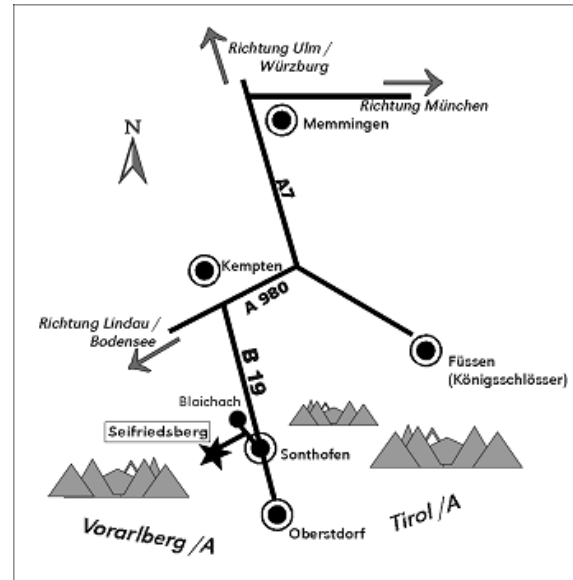 Richtung Ulm /
Würzburg
Richtung München
Memmingen
N
A7
Kempten
A 980
Richtung Lindau /
Bodensee
Füssen
(Königsschlösser)
B 19
Blaichach
Seifriedsberg
Sonthofen
Oberstdorf
Vorarlberg /A
Tirol /A